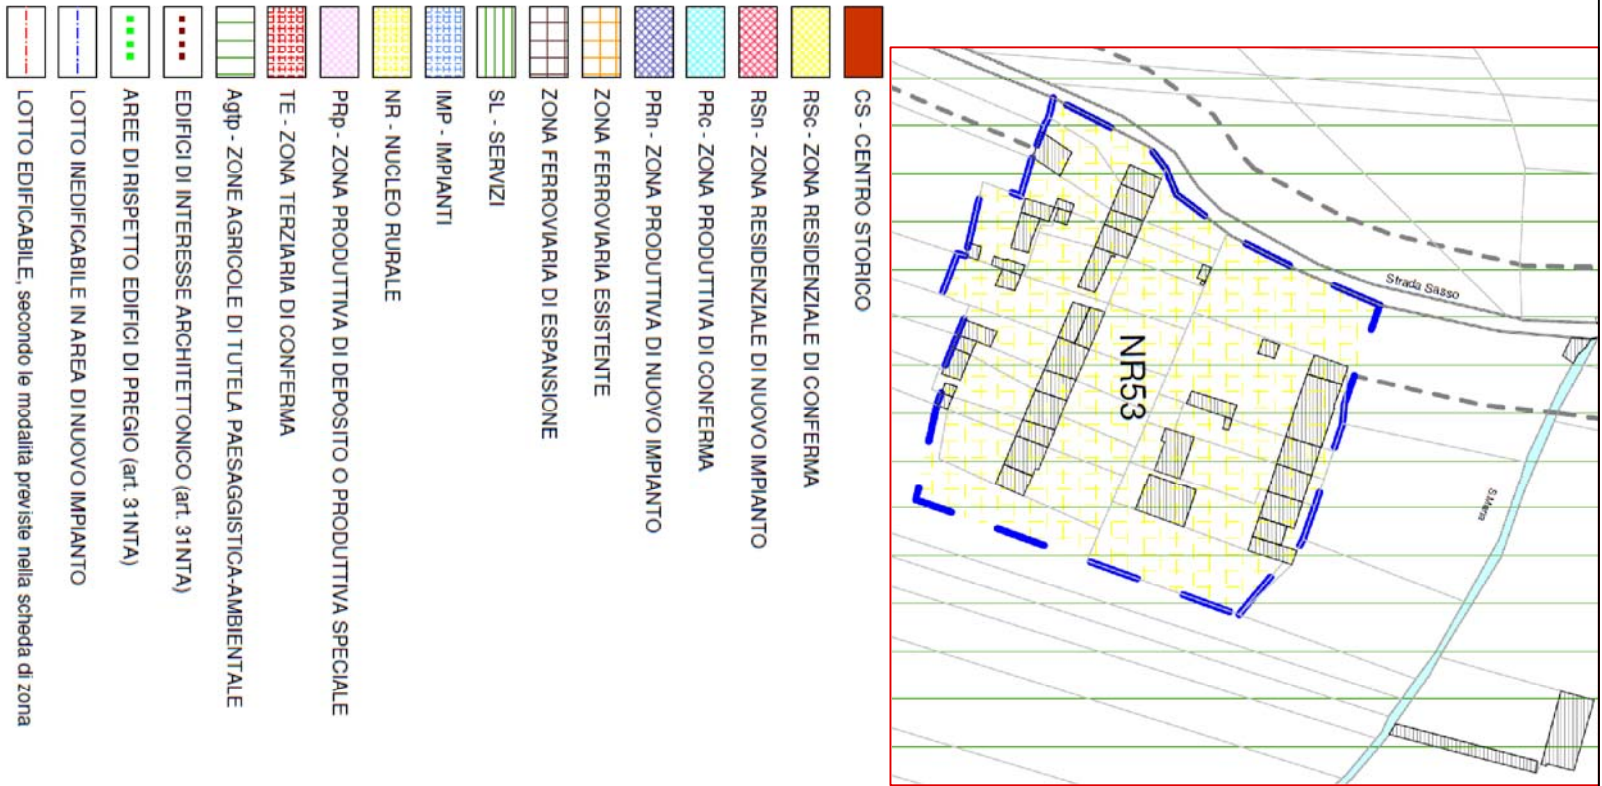 CS - CENTRO STORICO
RSc - ZONA RESIDENZIALE DI CONFERMA
RSn - ZONA RESIDENZIALE DI NUOVO IMPIANTO
PRc - ZONA PRODUTTIVA DI CONFERMA
PRn - ZONA PRODUTTIVA DI NUOVO IMPIANTO
ZONA FERROVIARIA ESISTENTE
ZONA FERROVIARIA DI ESPANSIONE
SL - SERVIZI
IMP - IMPIANTI
NR - NUCLEO RURALE
PRp - ZONA PRODUTTIVA DI DEPOSITO O PRODUTTIVA SPECIALE
TE - ZONA TERZIARIA DI CONFERMA
Agtp - ZONE AGRICOLE DI TUTELA PAESAGGISTICA-AMBIENTALE
EDIFICI DI INTERESSE ARCHITETTONICO (art. 31NTA)
AREE DI RISPETTO EDIFICI DI PREGIO (art. 31NTA)
LOTTO INEDIFICABILE IN AREA DI NUOVO IMPIANTO
LOTTO EDIFICABILE, secondo le modalità previste nella scheda di zona
Strada Sasso
NR53